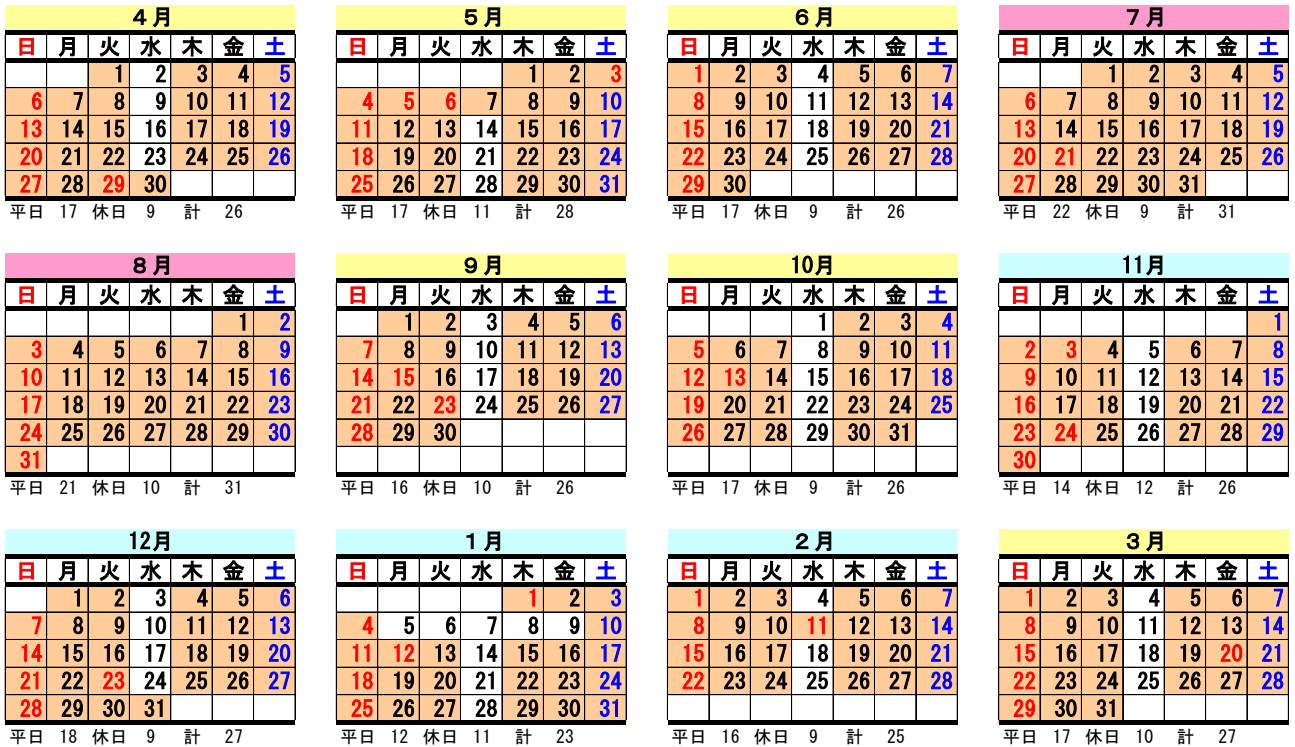 ４月 ５月 ６月 ７月
日 月 火 水 木 金 土 日 月 火 水 木 金 土 日 月 火 水 木 金 土 日 月 火 水 木 金 土
1 2 3 4 5 1 2 3 1 2 3 4 5 6 7 1 2 3 4 5
6 7 8 9 10 11 12 4 5 6 7 8 9 10 8 9 10 11 12 13 14 6 7 8 9 10 11 12
13 14 15 16 17 18 19 11 12 13 14 15 16 17 15 16 17 18 19 20 21 13 14 15 16 17 18 19
20 21 22 23 24 25 26 18 19 20 21 22 23 24 22 23 24 25 26 27 28 20 21 22 23 24 25 26
27 28 29 30 25 26 27 28 29 30 31 29 30 27 28 29 30 31
平日 17 休日 9 計 26 平日 17 休日 11 計 28 平日 17 休日 9 計 26 平日 22 休日 9 計 31
８月 ９月 10月 11月
日 月 火 水 木 金 土 日 月 火 水 木 金 土 日 月 火 水 木 金 土 日 月 火 水 木 金 土
1 2 1 2 3 4 5 6 1 2 3 4 1
3 4 5 6 7 8 9 7 8 9 10 11 12 13 5 6 7 8 9 10 11 2 3 4 5 6 7 8
10 11 12 13 14 15 16 14 15 16 17 18 19 20 12 13 14 15 16 17 18 9 10 11 12 13 14 15
17 18 19 20 21 22 23 21 22 23 24 25 26 27 19 20 21 22 23 24 25 16 17 18 19 20 21 22
24 25 26 27 28 29 30 28 29 30 26 27 28 29 30 31 23 24 25 26 27 28 29
31 30
平日 21 休日 10 計 31 平日 16 休日 10 計 26 平日 17 休日 9 計 26 平日 14 休日 12 計 26
12月 １月 ２月 ３月
日 月 火 水 木 金 土 日 月 火 水 木 金 土 日 月 火 水 木 金 土 日 月 火 水 木 金 土
1 2 3 4 5 6 1 2 3 1 2 3 4 5 6 7 1 2 3 4 5 6 7
7 8 9 10 11 12 13 4 5 6 7 8 9 10 8 9 10 11 12 13 14 8 9 10 11 12 13 14
14 15 16 17 18 19 20 11 12 13 14 15 16 17 15 16 17 18 19 20 21 15 16 17 18 19 20 21
21 22 23 24 25 26 27 18 19 20 21 22 23 24 22 23 24 25 26 27 28 22 23 24 25 26 27 28
28 29 30 31 25 26 27 28 29 30 31 29 30 31
平日 18 休日 9 計 27 平日 12 休日 11 計 23 平日 16 休日 9 計 25 平日 17 休日 10 計 27